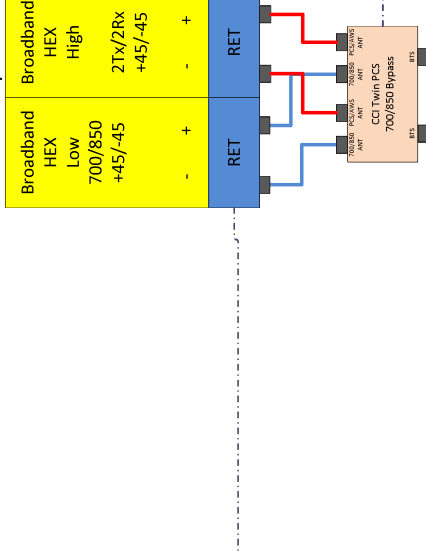 Broadband
HEX
High
2Tx/2Rx
+45/-45
- +
RET
Broadband
HEX
Low
700/850
+45/-45
- +
RET
PCS/AWS
ANT
700/850
ANT
PCS/AWS
ANT
700/850
ANT
CCI Twin PCS
700/850 Bypass
BTS
BTS